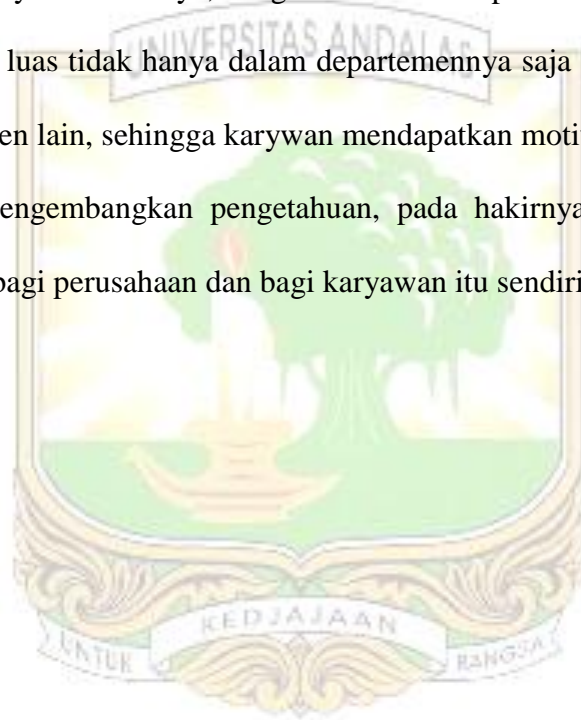 UNIVERSITAS ANDALAS
luas tidak hanya dalam departemennya saja
en lain, sehingga karywan mendapatkan moti
engembangkan pengetahuan, pada hakirnya
bagi perusahaan dan bagi karyawan itu sendiri
UNTUK KEDJAJAAN BANGSA